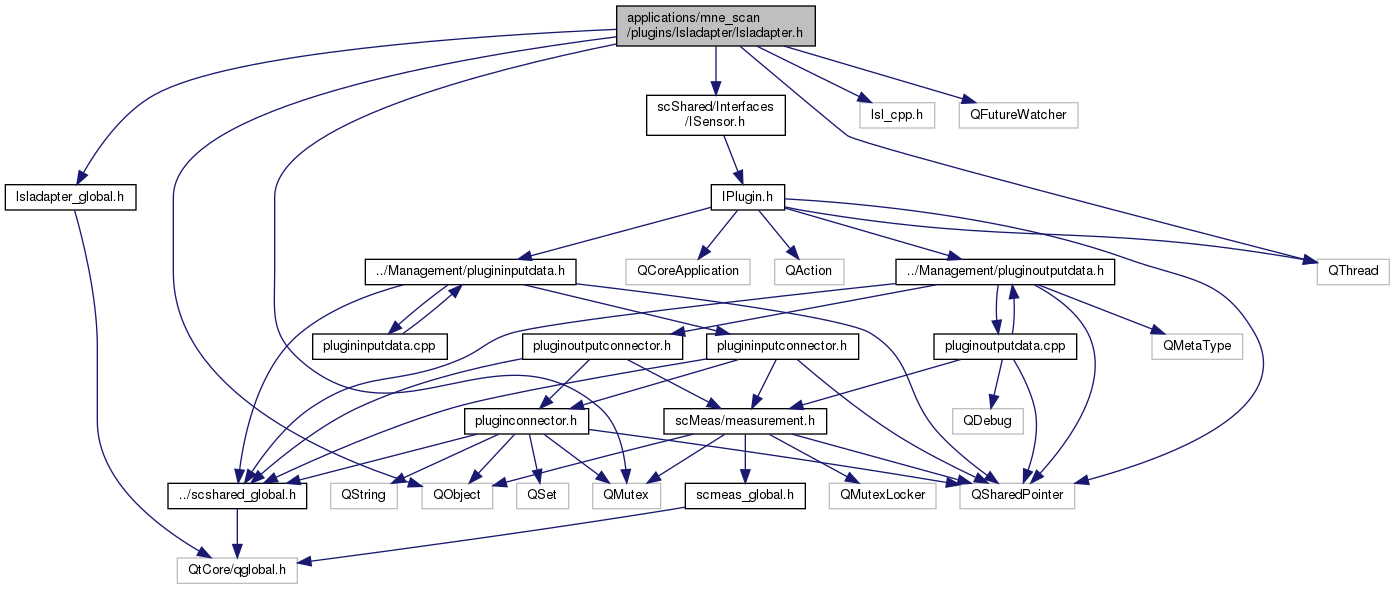 applications/mne_scan
/plugins/lsladapter/lsladapter.h
scShared/Interfaces
/ISensor.h
lsl_cpp.h
QFutureWatcher
lsladapter_global.h
IPlugin.h
../Management/plugininputdata.h
QCoreApplication
QAction
../Management/pluginoutputdata.h
QThread
plugininputdata.cpp
pluginoutputconnector.h
plugininputconnector.h
pluginoutputdata.cpp
QMetaType
pluginconnector.h
scMeas/measurement.h
QDebug
../scshared_global.h
QString
QObject
QSet
QMutex
scmeas_global.h
QMutexLocker
QSharedPointer
QtCore/qglobal.h